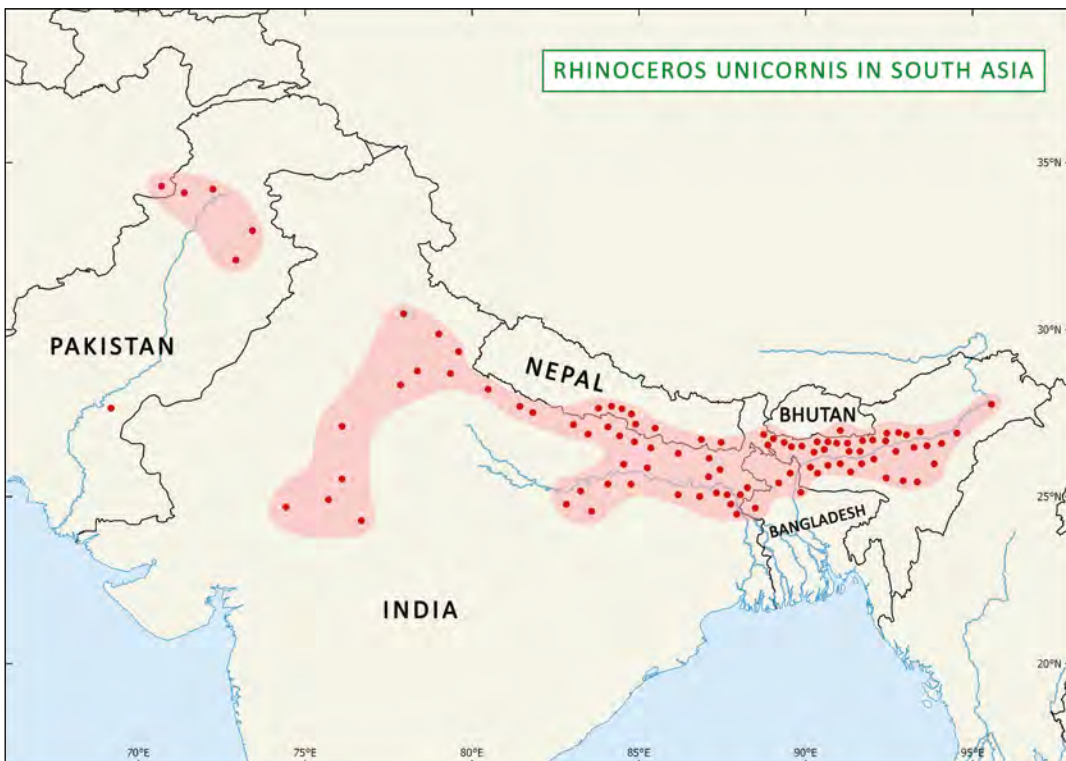 RHINOCEROS UNICORNIS IN SOUTH ASIA
35°N
30°N
PAKISTAN
NEPAL
BHUTAN
25°N
BANGLADESH
INDIA
20°N
70°E
75°E
80°E
85°E
90°E
95°E